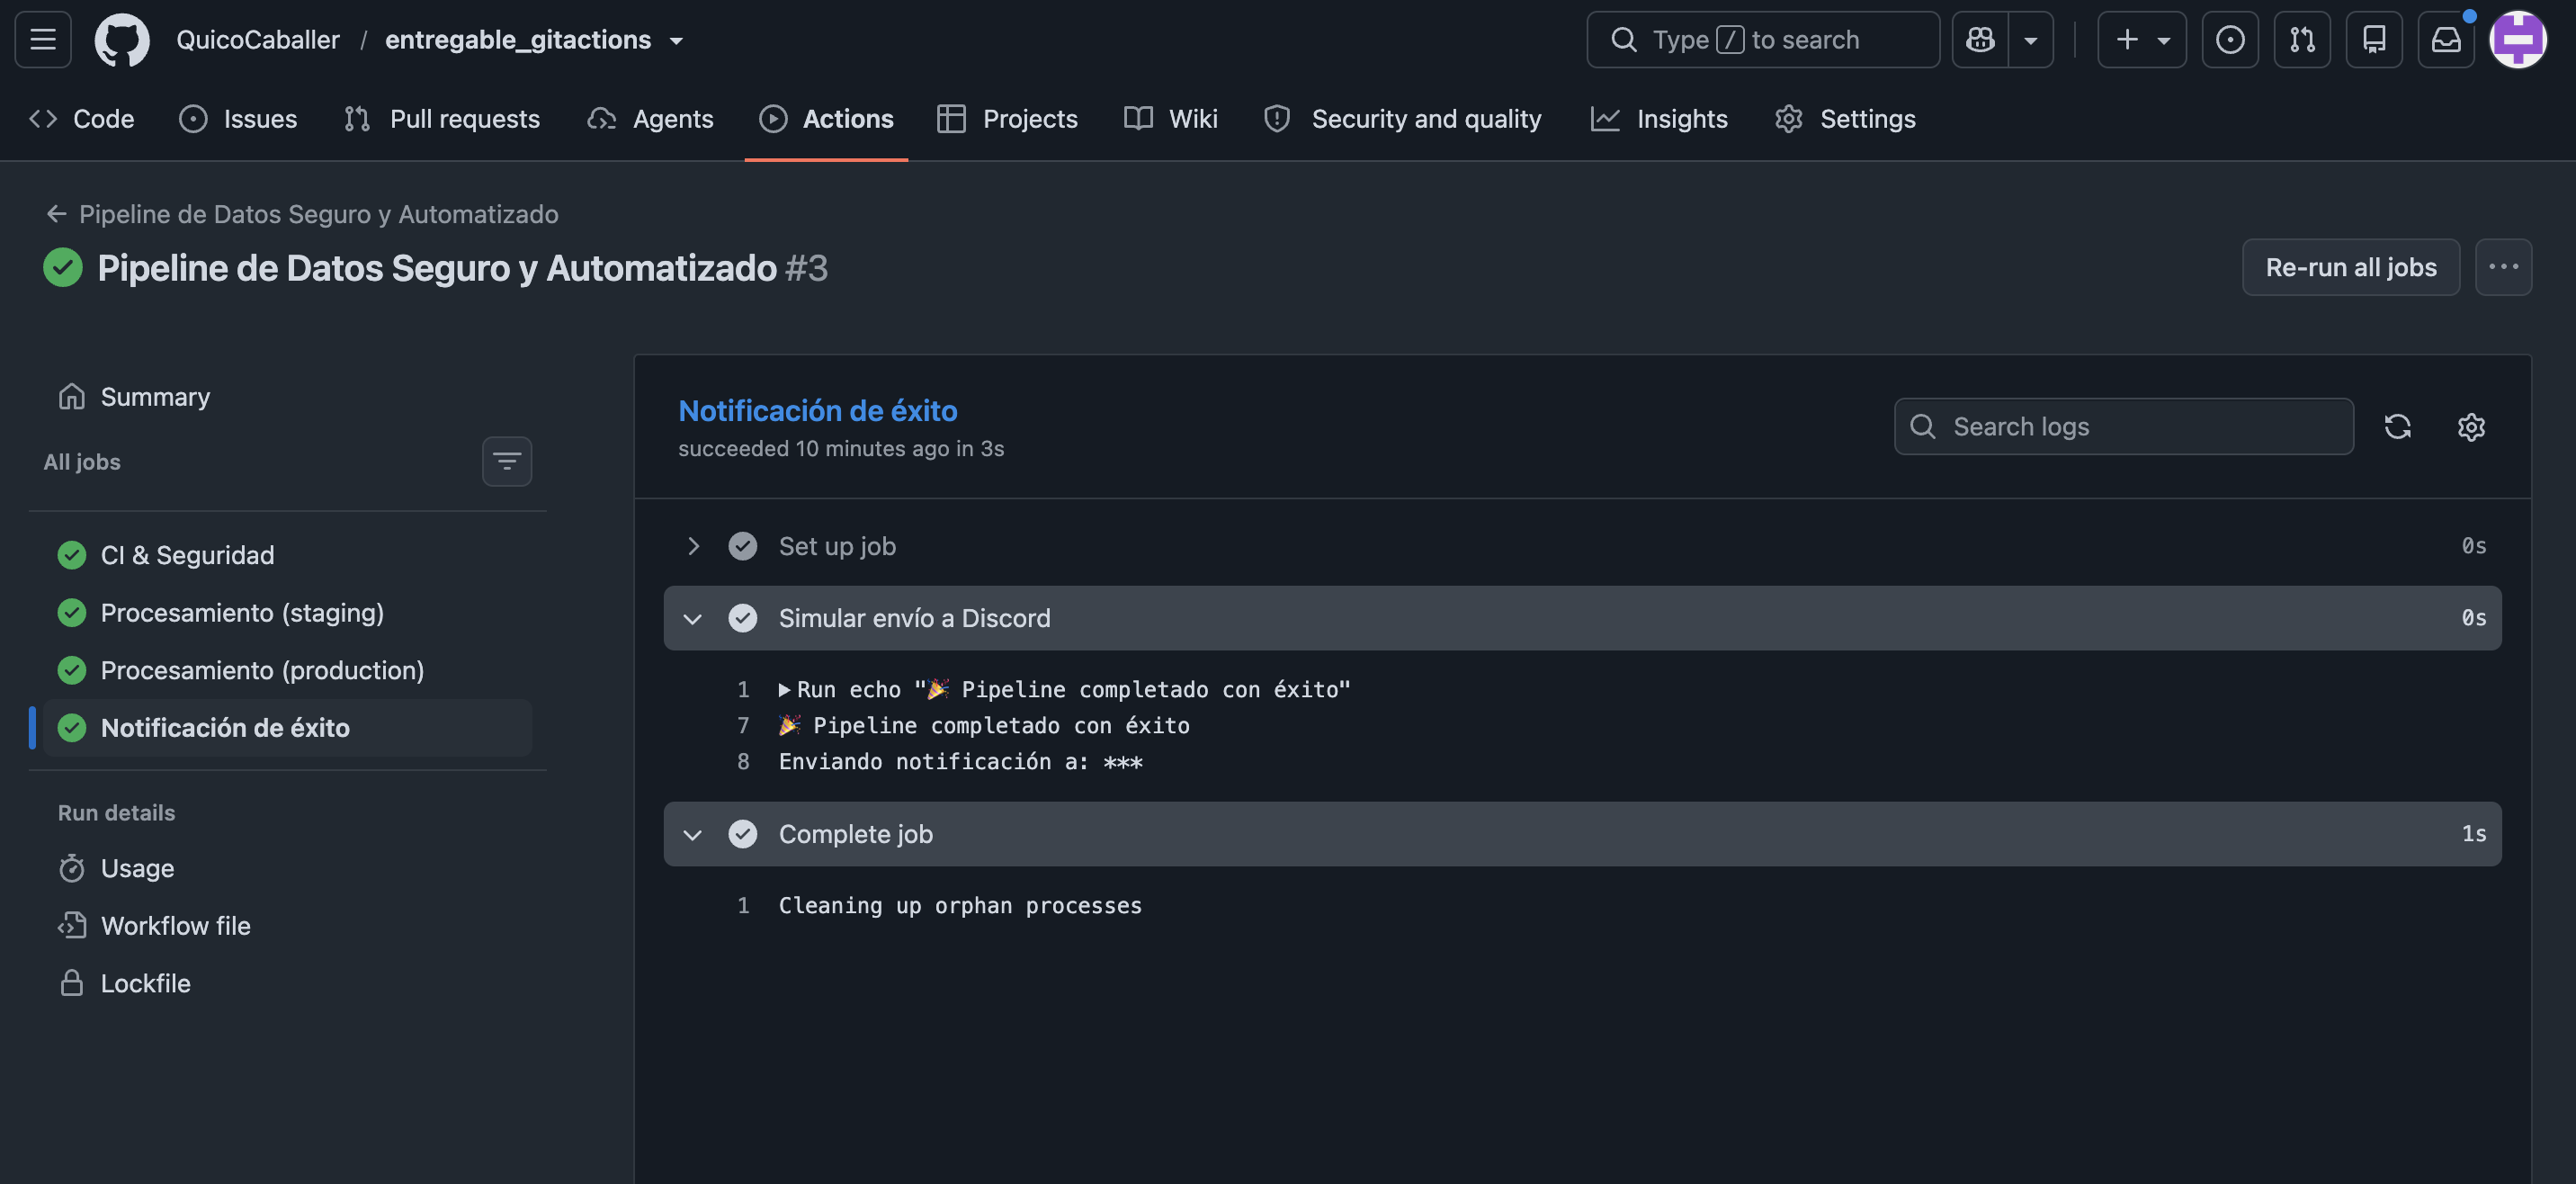 QuicoCaballer / entregable_gitactions
Type / to search
Code Issues Pull requests Agents Actions Projects Wiki Security and quality Insights Settings
Pipeline de Datos Seguro y Automatizado
Pipeline de Datos Seguro y Automatizado #3
Re-run all jobs
Summary
All jobs
CI & Seguridad
Procesamiento (staging)
Procesamiento (production)
Notificación de éxito
Run details
Usage
Workflow file
Lockfile
Notificación de éxito
succeeded 10 minutes ago in 3s
Search logs
Set up job 0s
Simular envío a Discord 0s
1 Run echo "🎉 Pipeline completado con éxito"
7 🎉 Pipeline completado con éxito
8 Enviando notificación a: ***
Complete job 1s
1 Cleaning up orphan processes